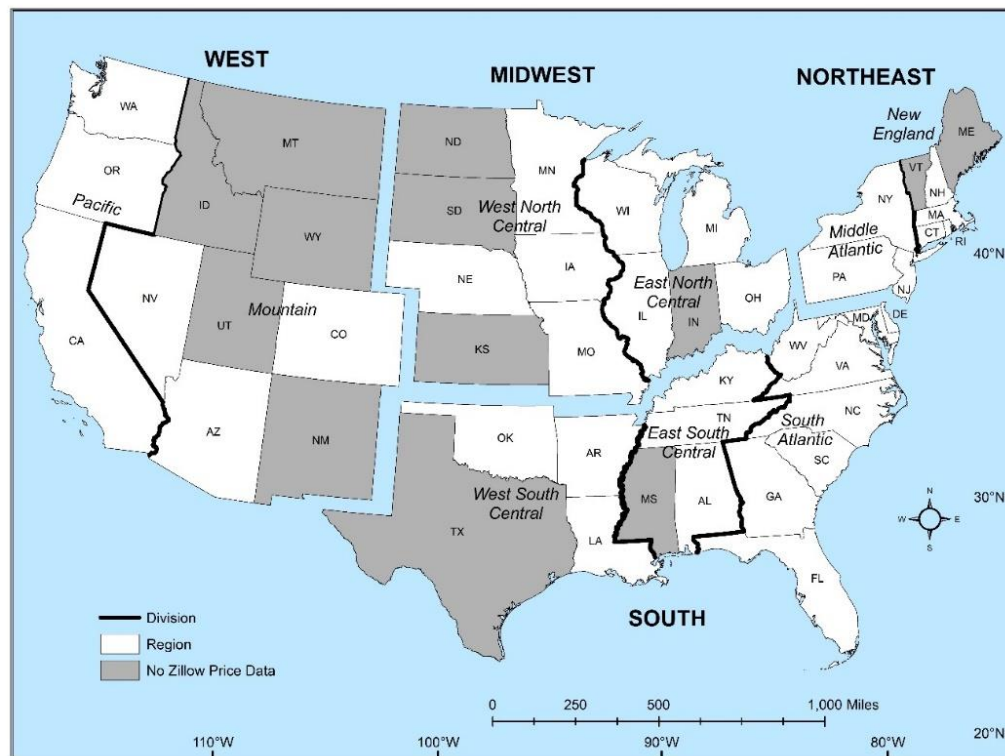 WEST
MIDWEST
NORTHEAST
New
England
WA
MT
ND
MN
ME
VT
NH
OR
ID
SD
WI
NY
MA
CT
RI
Pacific
West North
Central
MI
Middle
Atlantic
40°N
WY
NE
IA
East North
Central
PA
NJ
NV
Mountain
UT
CO
CA
IL
IN
OH
MD
DE
KS
MO
WV
VA
KY
AZ
NM
OK
AR
TN
NC
East South
Central
South
Atlantic
SC
West South
Central
MS
AL
GA
30°N
TX
LA
N
W
E
S
FL
SOUTH
Division
Region
No Zillow Price Data
0
250
500
1,000 Miles
110°W
100°W
90°W
80°W
20°N